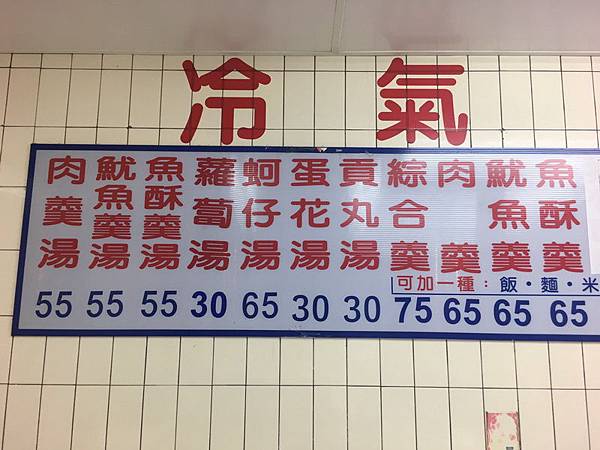 冷氣
肉羹湯
魷魚羹湯
魚酥羹湯
蘿蔔湯
蚵仔湯
蛋花湯
貢丸湯
綜合羹
肉羹
魷魚羹
魚酥羹
可加一種：飯・麵・米
55 55 55 30 65 30 30 75 65 65 65